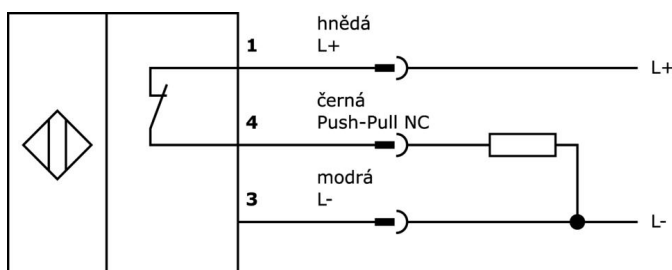 hnědá
1 L+
L+
černá
4 Push-Pull NC
modrá
3 L-
L-